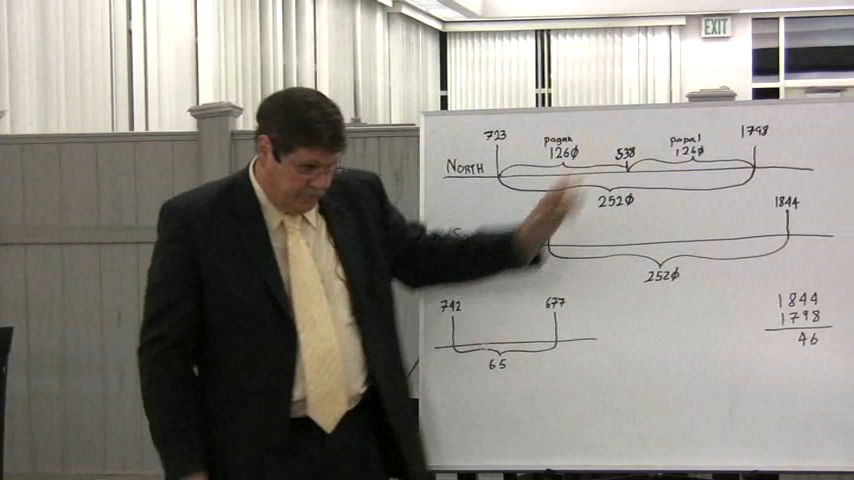 EXIT
723 pagan 538 papal 1798
NORTH 1260 1260
2520
S 1844
2520
742 677
65
1844
1798
46